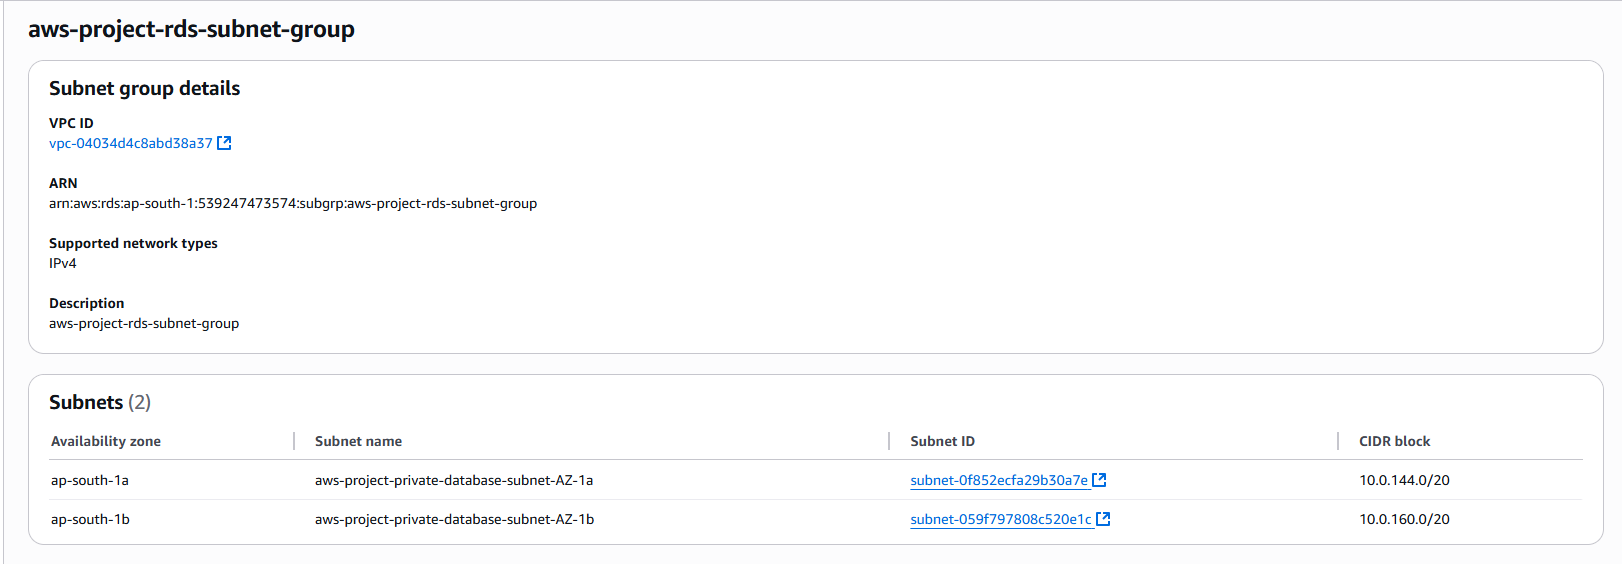 aws-project-rds-subnet-group
Subnet group details
VPC ID
vpc-04034d4c8abd38a37
ARN
arn:aws:rds:ap-south-1:539247473574:subgrp:aws-project-rds-subnet-group
Supported network types
IPv4
Description
aws-project-rds-subnet-group
Subnets (2)
Availability zone Subnet name Subnet ID CIDR block
ap-south-1a aws-project-private-database-subnet-AZ-1a subnet-0f852ecfa29b30a7e 10.0.144.0/20
ap-south-1b aws-project-private-database-subnet-AZ-1b subnet-059f797808c520e1c 10.0.160.0/20